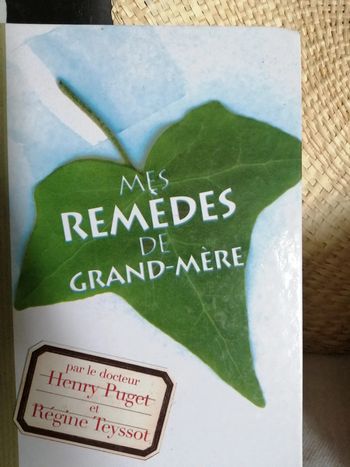 MES
REMÈDES
DE
GRAND-MÈRE
par le docteur
Henry Puget
et
Régine Teyssot